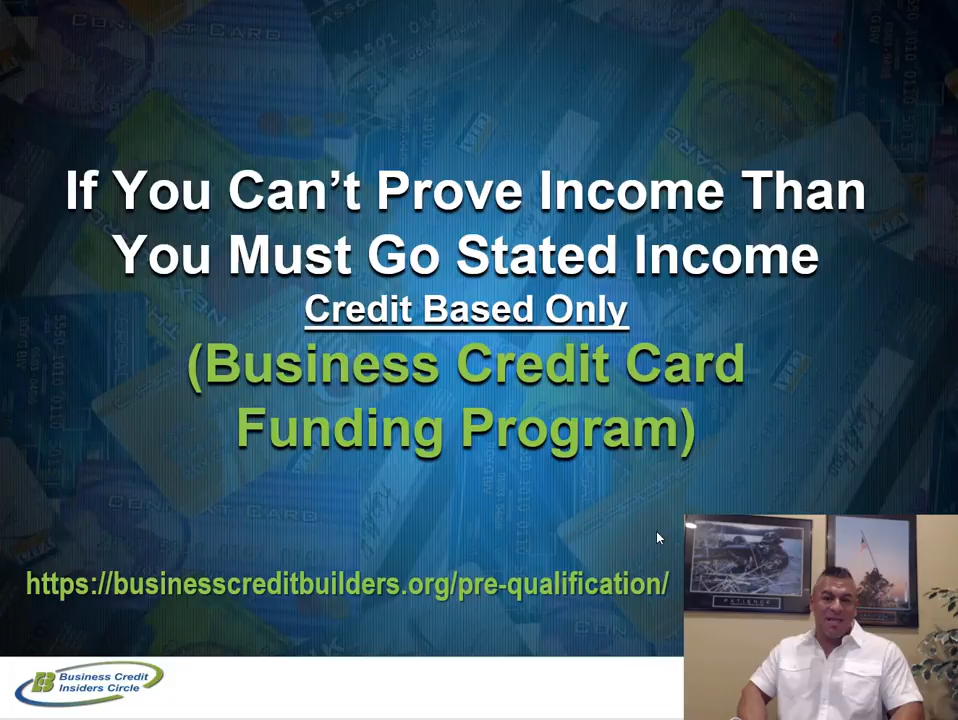 If You Can't Prove Income Than
You Must Go Stated Income
Credit Based Only
(Business Credit Card
Funding Program)
https://businesscreditbuilders.org/pre-qualification/
PATIENCE
Business Credit
Insiders Circle